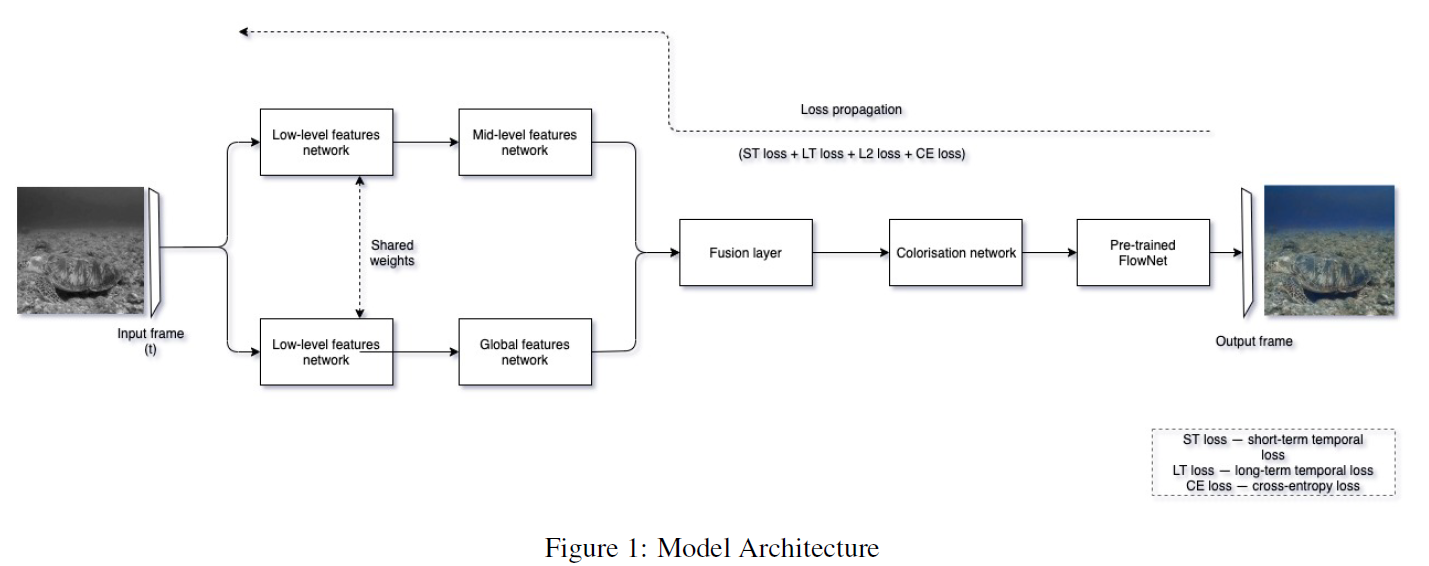 Loss propagation
(ST loss + LT loss + L2 loss + CE loss)
Low-level features
network
Mid-level features
network
Shared
weights
Input frame
(t)
Low-level features
network
Global features
network
Fusion layer
Colorisation network
Pre-trained
FlowNet
Output frame
ST loss — short-term temporal
loss
LT loss — long-term temporal loss
CE loss — cross-entropy loss
Figure 1: Model Architecture